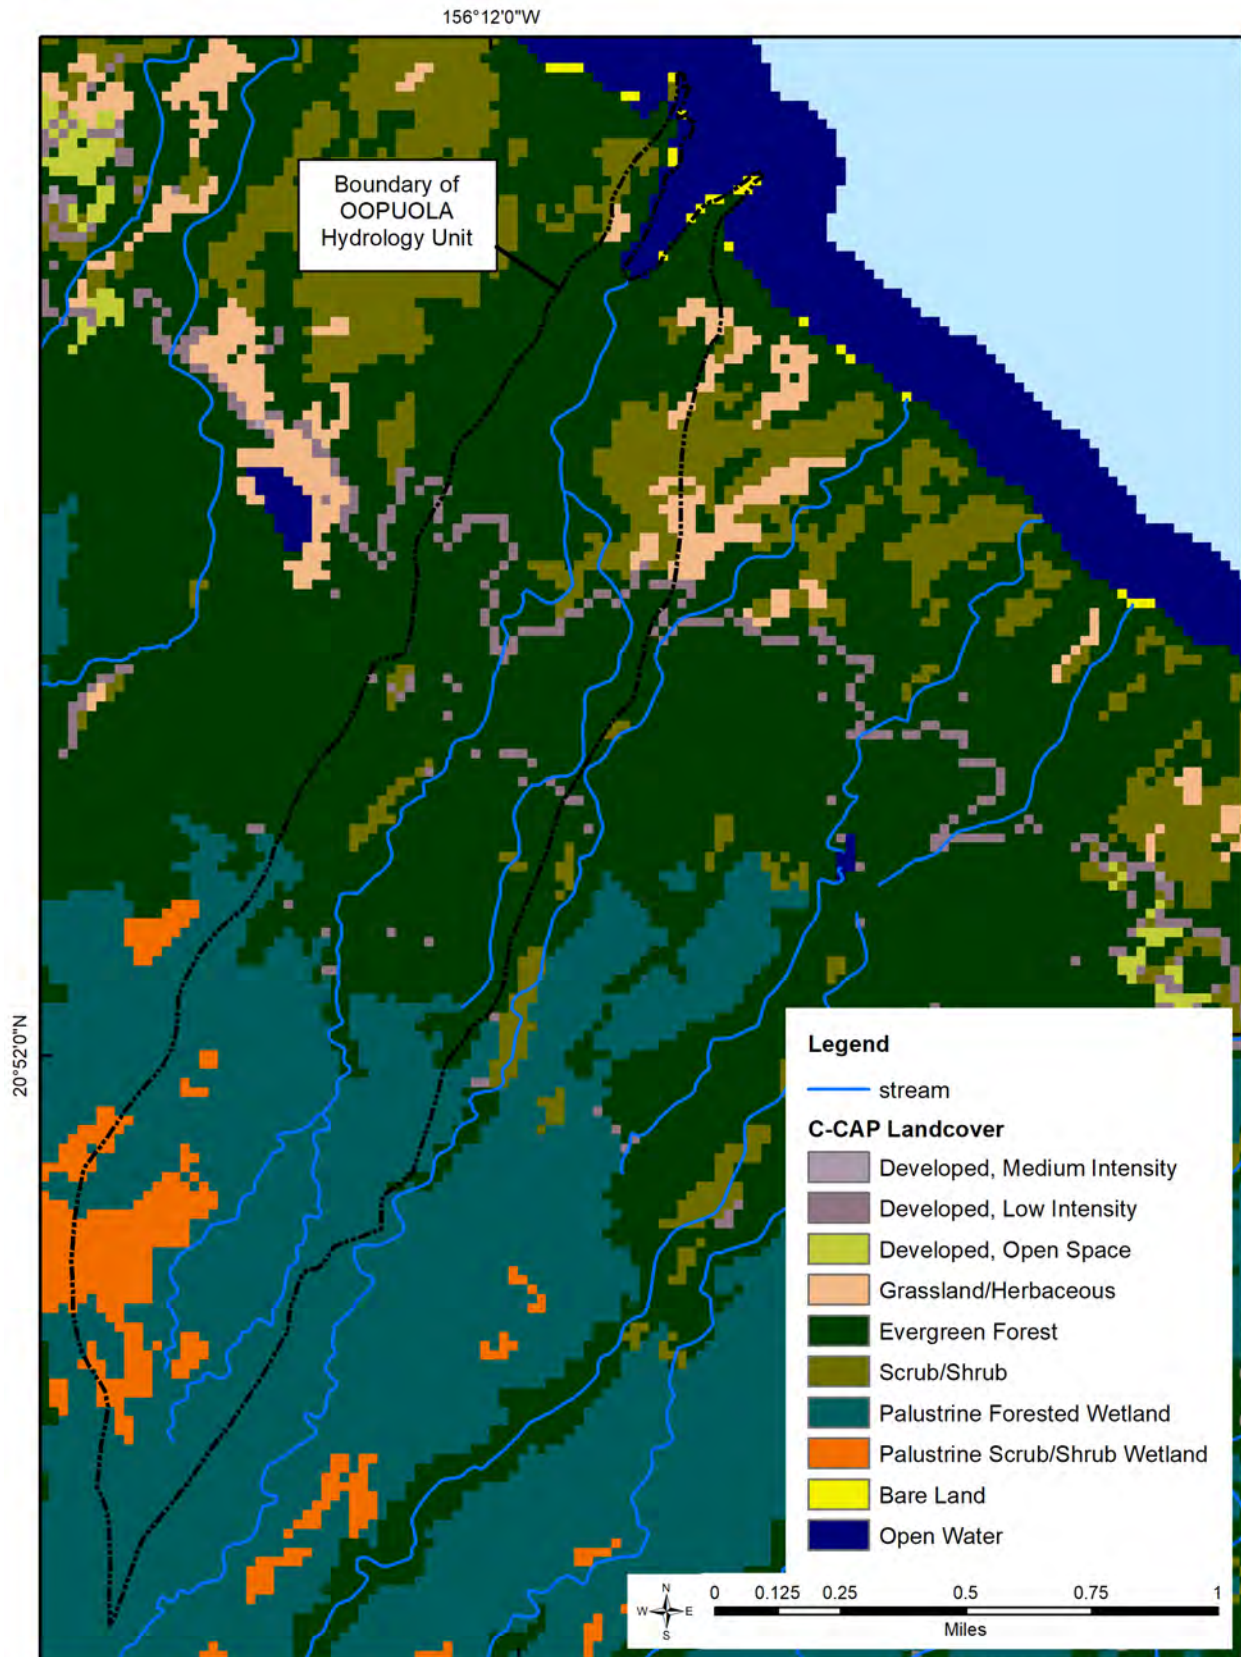 156°12'0"W
Boundary of
OOPUOLA
Hydrology Unit
20°52'0"N
Legend
stream
C-CAP Landcover
Developed, Medium Intensity
Developed, Low Intensity
Developed, Open Space
Grassland/Herbaceous
Evergreen Forest
Scrub/Shrub
Palustrine Forested Wetland
Palustrine Scrub/Shrub Wetland
Bare Land
Open Water
N
W E
S
0 0.125 0.25 0.5 0.75 1
Miles